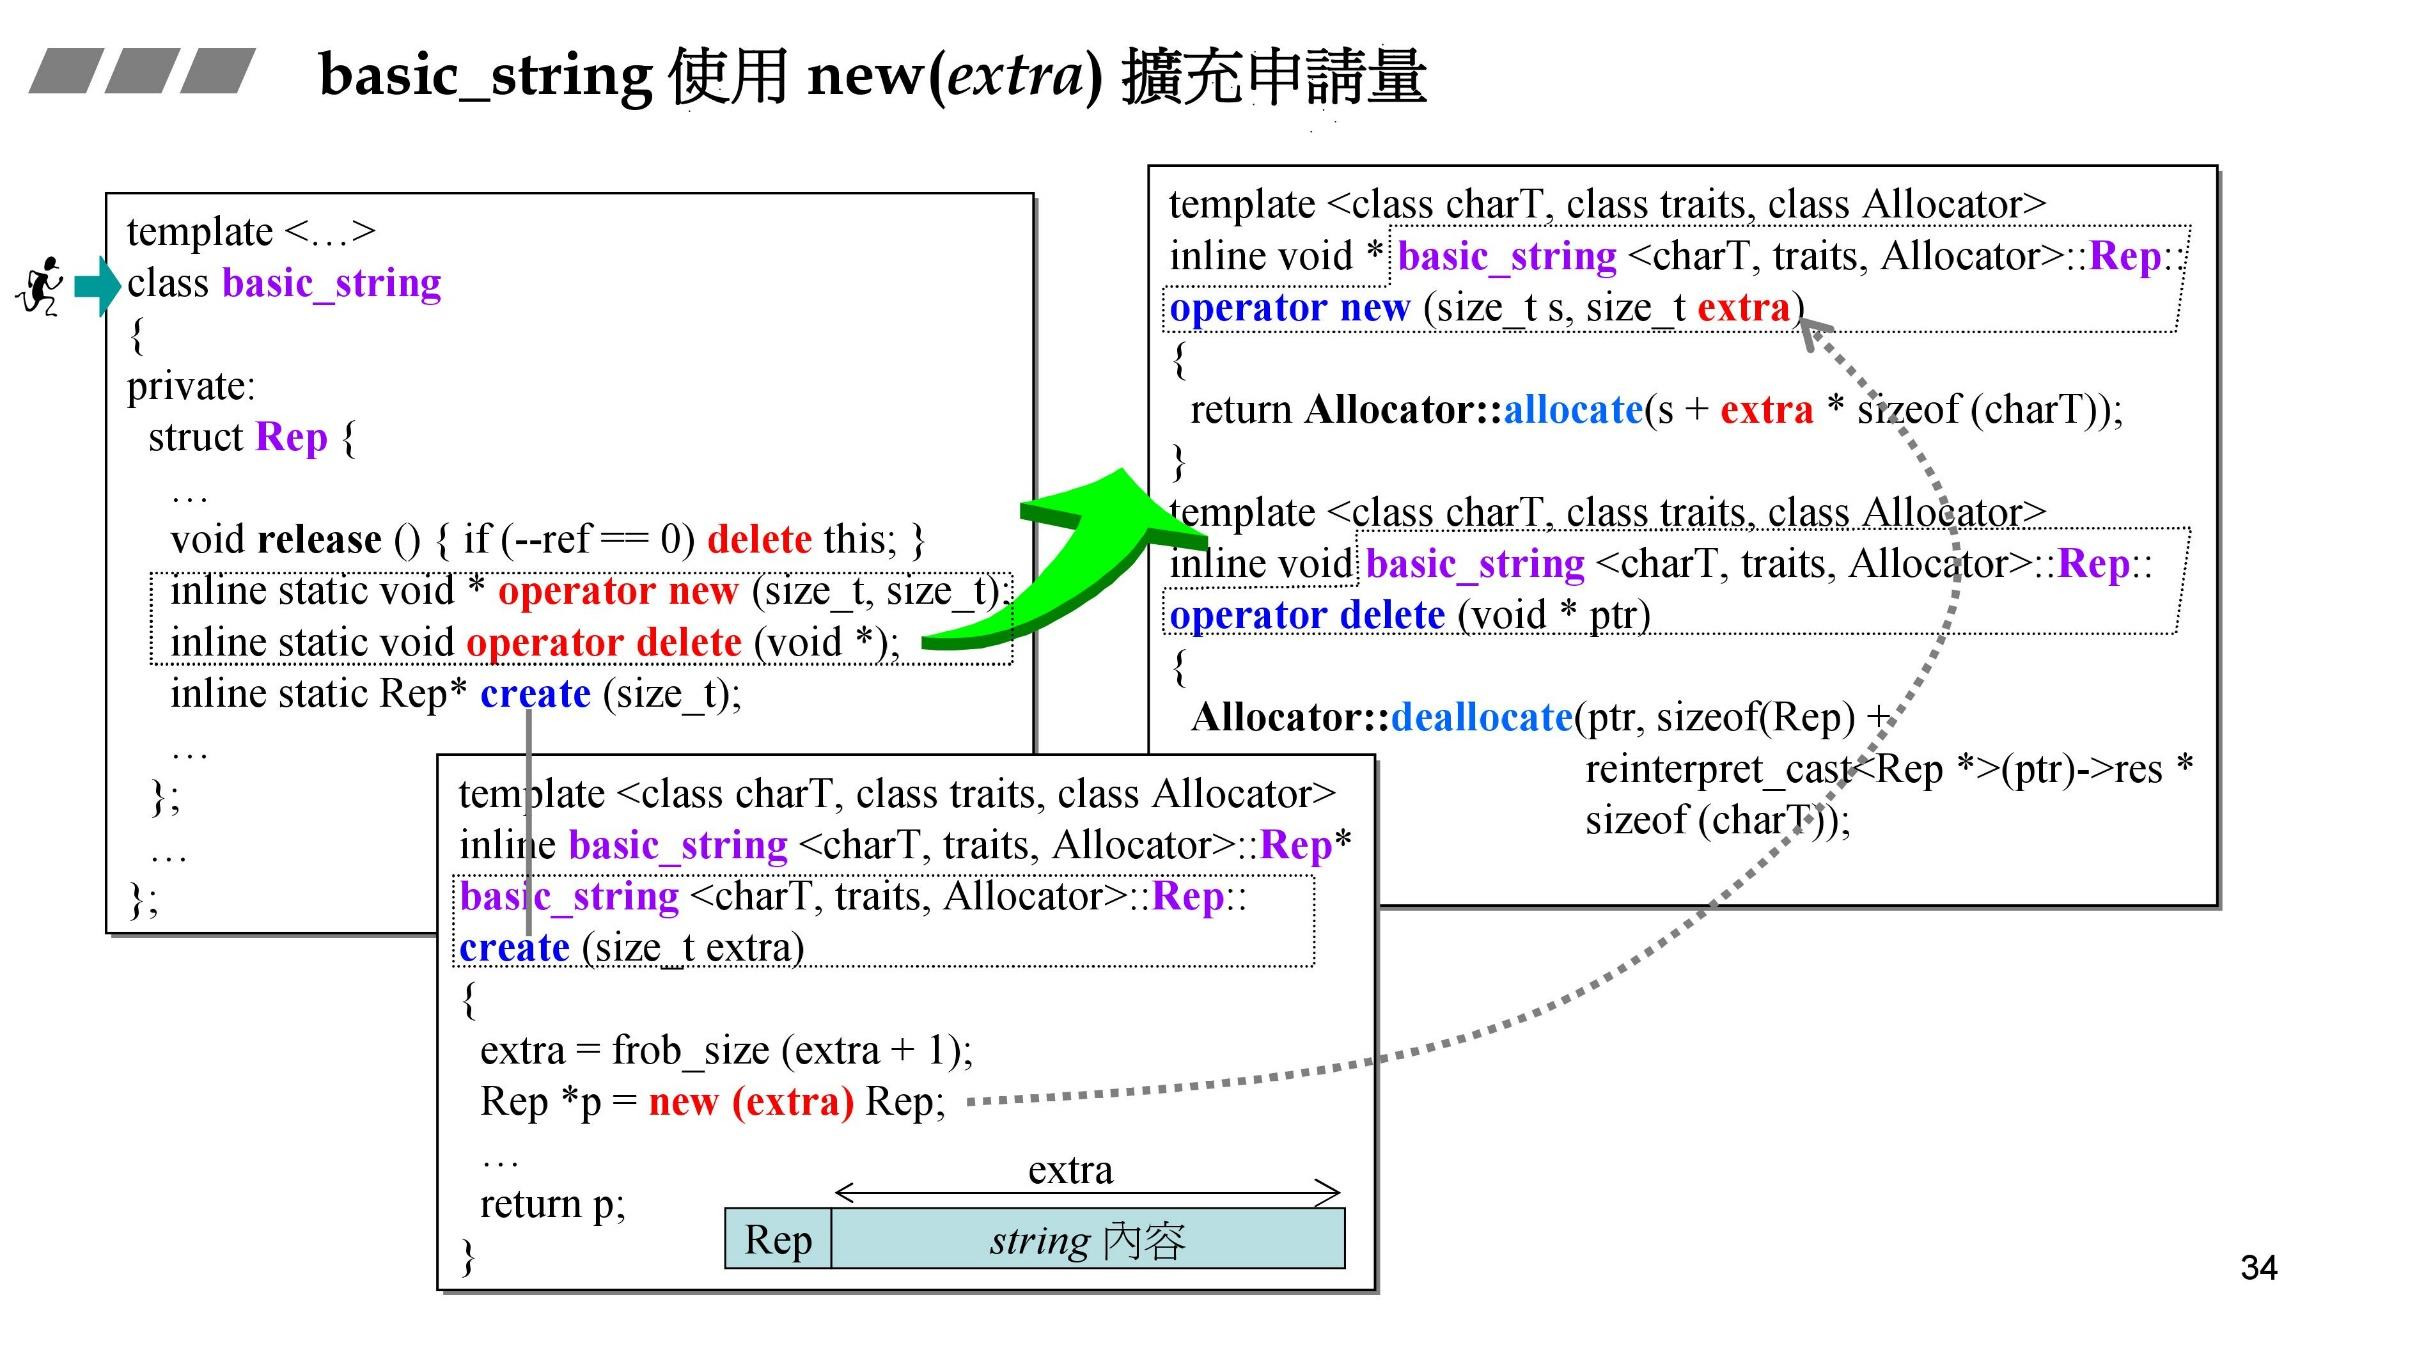 basic_string 使用 new(extra) 擴充申請量
template <…>
class basic_string
{
private:
struct Rep {
…
void release () { if (--ref == 0) delete this; }
inline static void * operator new (size_t, size_t);
inline static void operator delete (void *);
inline static Rep* create (size_t);
…
};
…
};
template <class charT, class traits, class Allocator>
inline void * basic_string <charT, traits, Allocator>::Rep::
operator new (size_t s, size_t extra)
{
return Allocator::allocate(s + extra * sizeof (charT));
}
template <class charT, class traits, class Allocator>
inline void basic_string <charT, traits, Allocator>::Rep::
operator delete (void * ptr)
{
Allocator::deallocate(ptr, sizeof(Rep) +
reinterpret_cast<Rep *>(ptr)->res *
sizeof (charT));
template <class charT, class traits, class Allocator>
inline basic_string <charT, traits, Allocator>::Rep*
basic_string <charT, traits, Allocator>::Rep::
create (size_t extra)
{
extra = frob_size (extra + 1);
Rep *p = new (extra) Rep;
…
return p;
}
extra
Rep string 內容
34